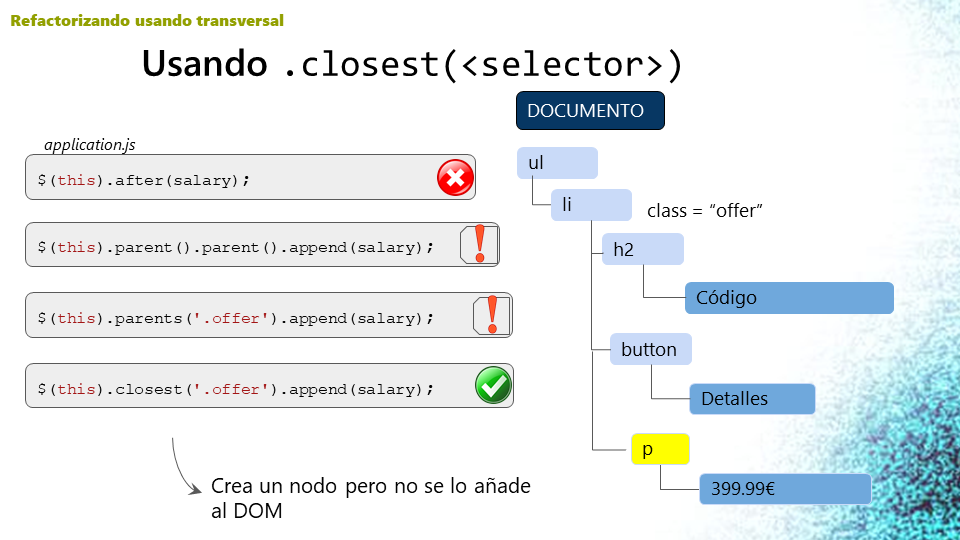 Refactorizando usando transversal
Usando .closest(<selector>)
DOCUMENTO
application.js
$(this).after(salary);
$(this).parent().parent().append(salary);
$(this).parents('.offer').append(salary);
$(this).closest('.offer').append(salary);
Crea un nodo pero no se lo añade
al DOM
ul
li
class = “offer”
h2
Código
button
Detalles
p
399.99€